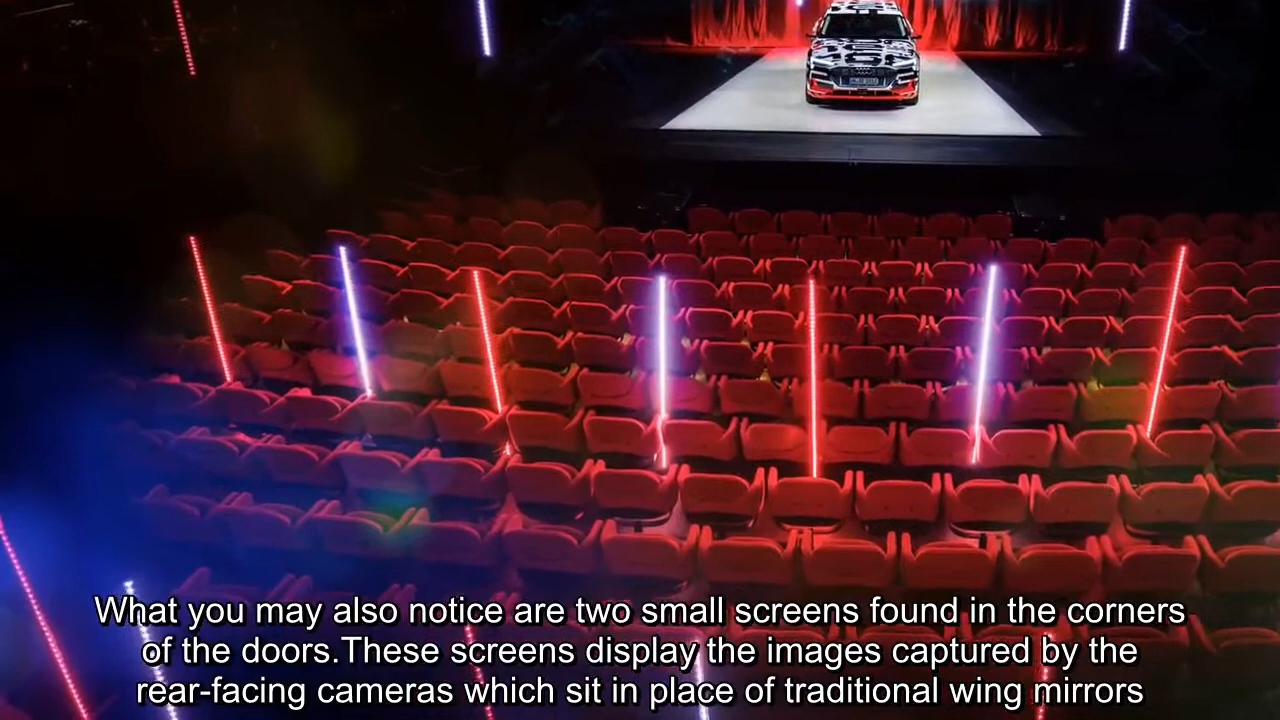 What you may also notice are two small screens found in the corners
of the doors.These screens display the images captured by the
rear-facing cameras which sit in place of traditional wing mirrors